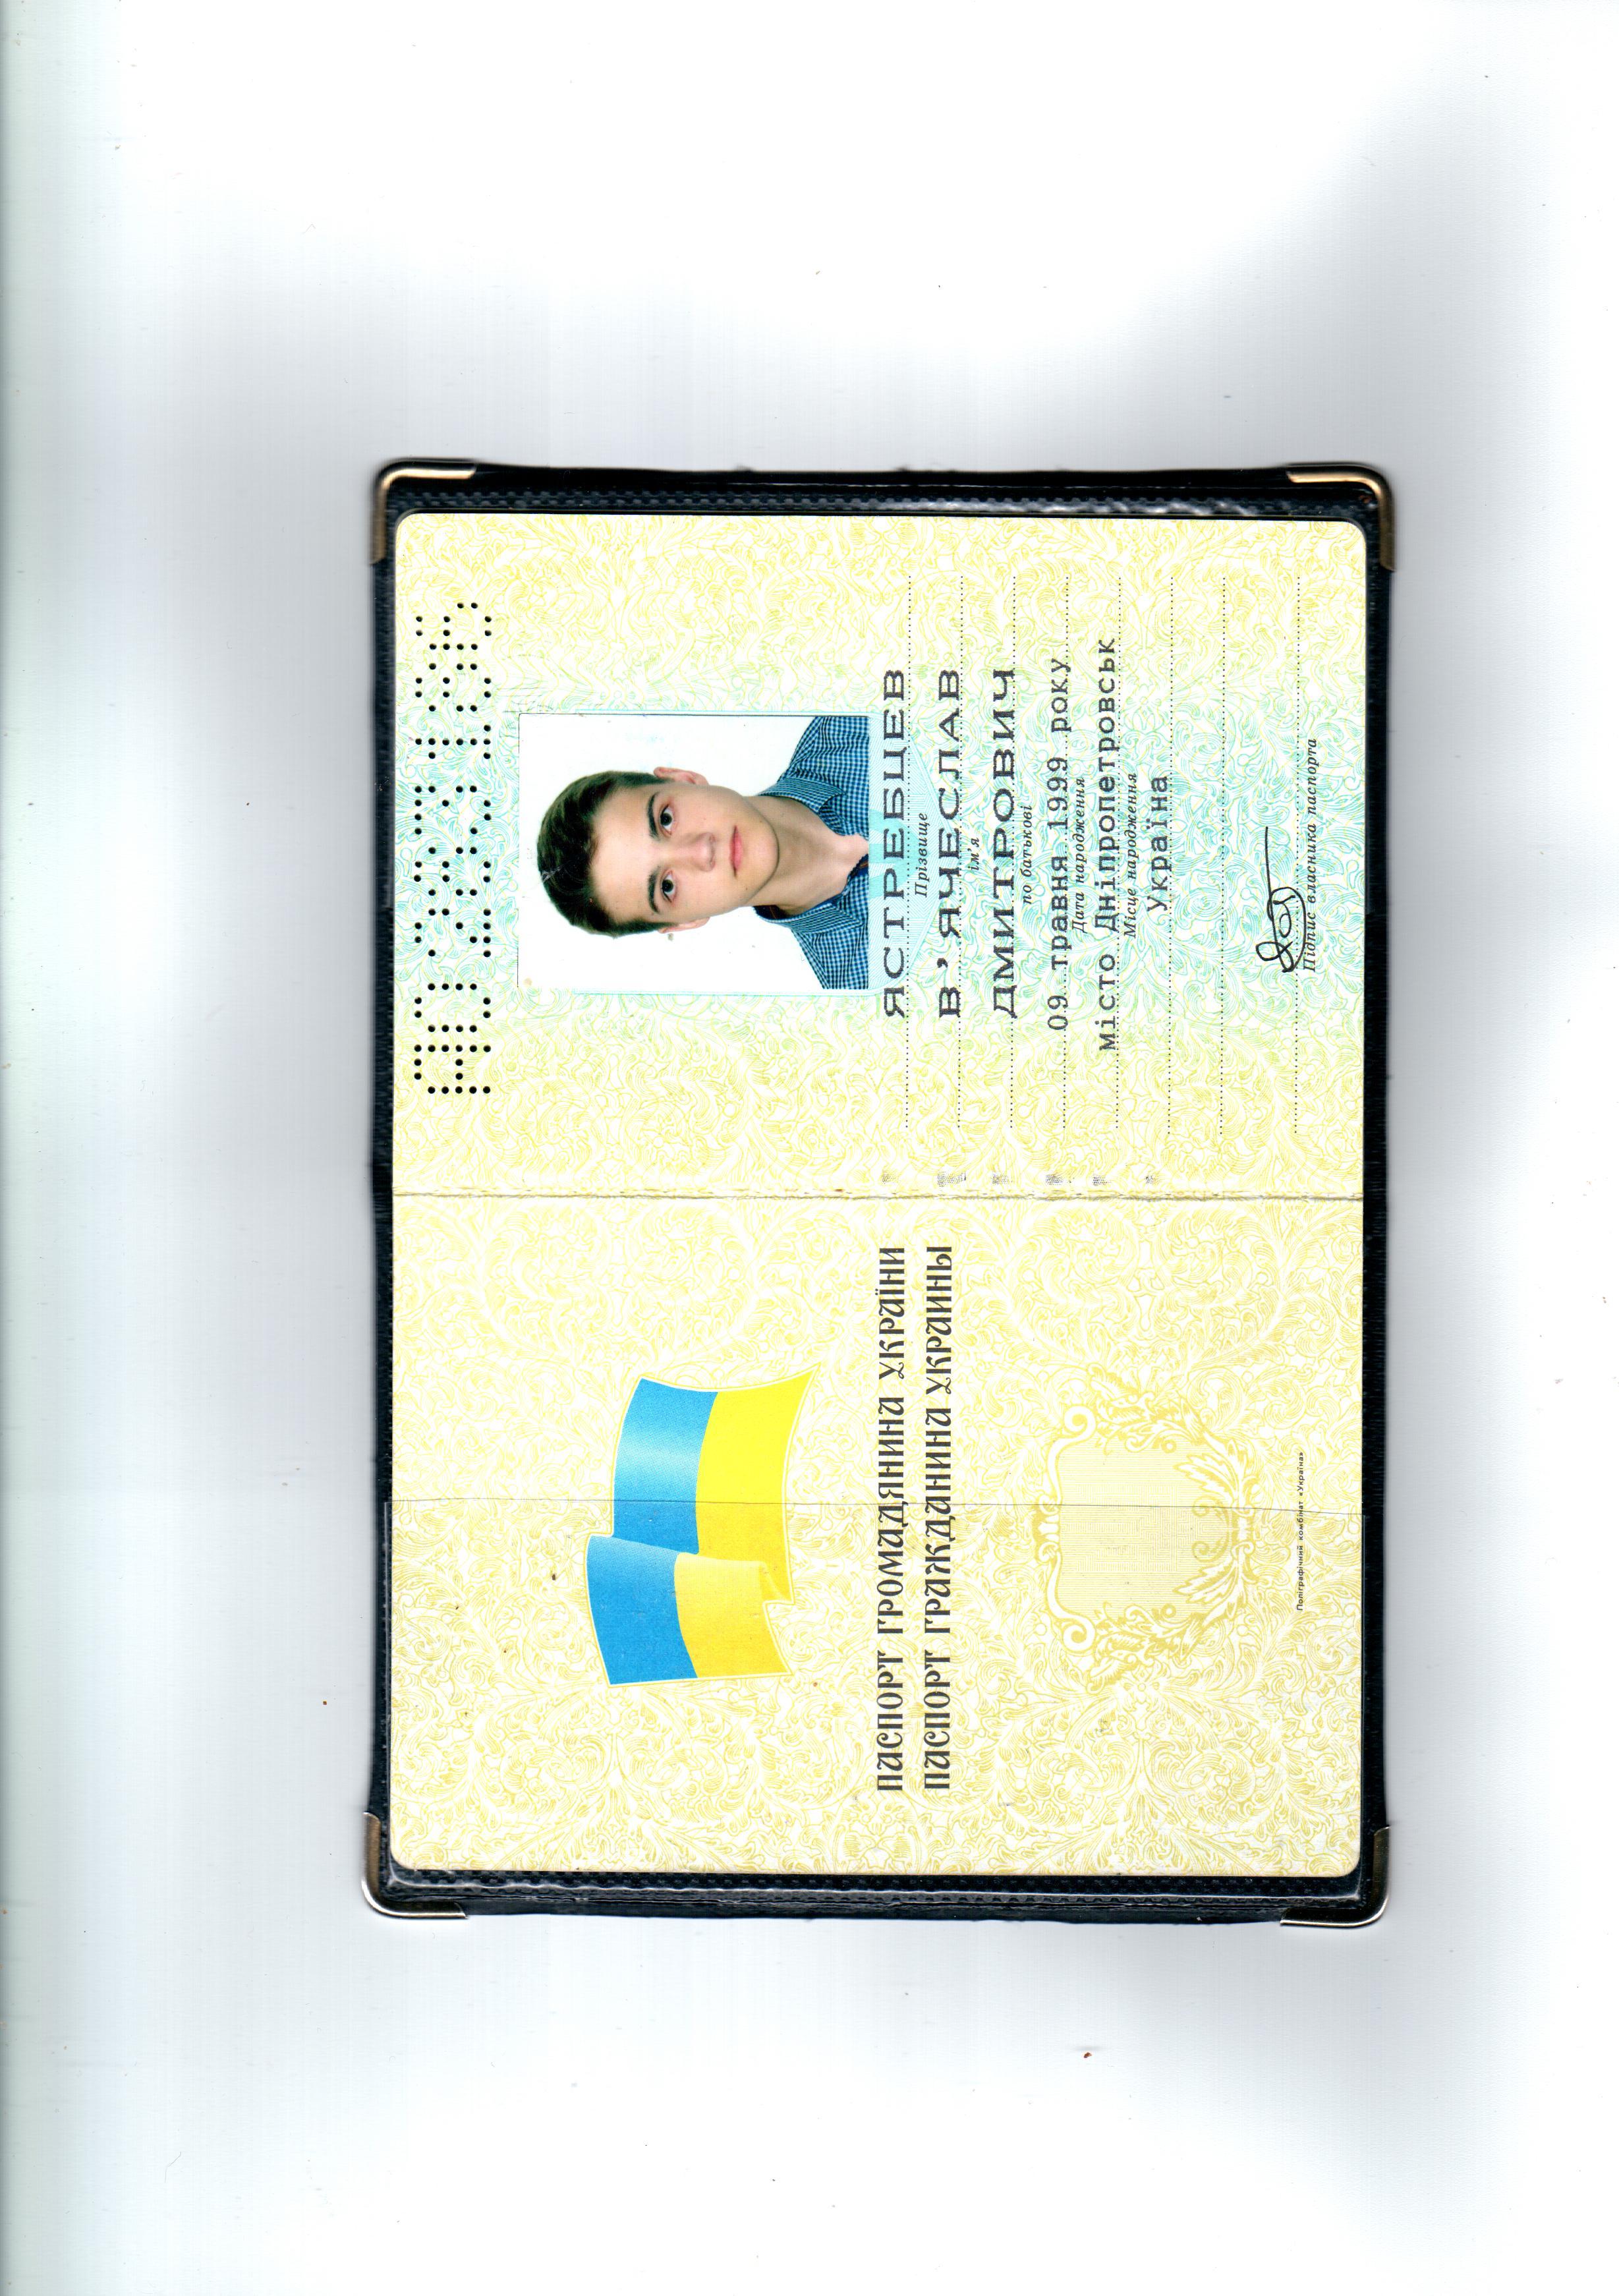 ЯСТРЕБЦЕВ
Прізвище
В'ЯЧЕСЛАВ
ім'я
ДМИТРОВИЧ
по батькові
09 травня 1999 року
Дата народження
місто Дніпропетровськ
Місце народження
Україна
Підпис власника паспорта
ПАСПОРТ ГРОМАДЯНИНА УКРАЇНИ
ПАСПОРТ ГРАЖДАНИНА УКРАИНЫ
Поліграфічний комбінат «Україна»